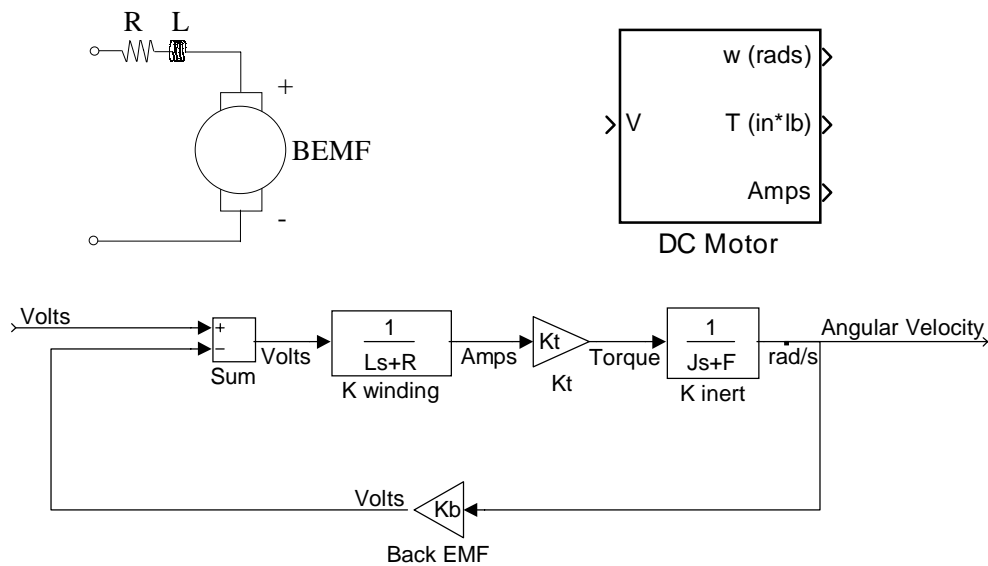 R L
+
BEMF
-
w (rads)
V
T (in*lb)
Amps
DC Motor
Volts
+
−
Sum
Volts
1
Ls+R
K winding
Amps
Kt
Kt
Torque
1
Js+F
K inert
rad/s
Angular Velocity
Volts
Kb
Back EMF